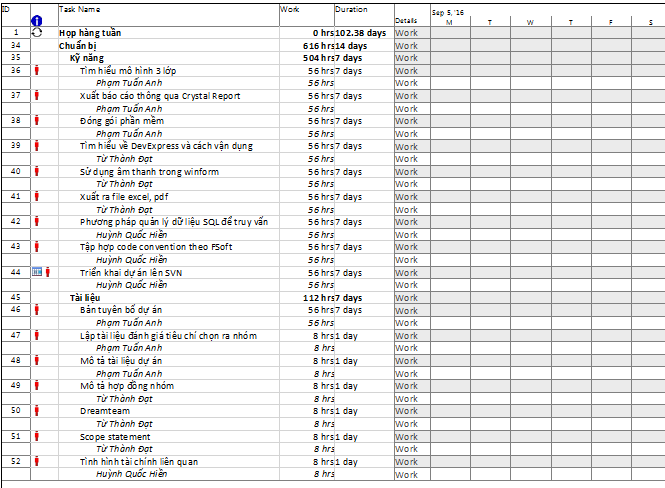 ID Task Name Work Duration Details Sep 5, '16
M T W T F S
1 Họp hàng tuần 0 hrs 102.38 days Work
34 Chuẩn bị 616 hrs 14 days Work
35 Kỹ năng 504 hrs 7 days Work
36 Tìm hiểu mô hình 3 lớp 56 hrs 7 days Work
Phạm Tuấn Anh 56 hrs Work
37 Xuất báo cáo thông qua Crystal Report 56 hrs 7 days Work
Phạm Tuấn Anh 56 hrs Work
38 Đóng gói phần mềm 56 hrs 7 days Work
Phạm Tuấn Anh 56 hrs Work
39 Tìm hiểu về DevExpress và cách vận dụng 56 hrs 7 days Work
Từ Thành Đạt 56 hrs Work
40 Sử dụng âm thanh trong winform 56 hrs 7 days Work
Từ Thành Đạt 56 hrs Work
41 Xuất ra file excel, pdf 56 hrs 7 days Work
Từ Thành Đạt 56 hrs Work
42 Phương pháp quản lý dữ liệu SQL để truy vấn 56 hrs 7 days Work
Huỳnh Quốc Hiền 56 hrs Work
43 Tập hợp code convention theo FSoft 56 hrs 7 days Work
Huỳnh Quốc Hiền 56 hrs Work
44 Triển khai dự án lên SVN 56 hrs 7 days Work
Huỳnh Quốc Hiền 56 hrs Work
45 Tài liệu 112 hrs 7 days Work
46 Bản tuyên bố dự án 56 hrs 7 days Work
Phạm Tuấn Anh 56 hrs Work
47 Lập tài liệu đánh giá tiêu chí chọn ra nhóm 8 hrs 1 day Work
Phạm Tuấn Anh 8 hrs Work
48 Mô tả tài liệu dự án 8 hrs 1 day Work
Phạm Tuấn Anh 8 hrs Work
49 Mô tả hợp đồng nhóm 8 hrs 1 day Work
Từ Thành Đạt 8 hrs Work
50 Dreamteam 8 hrs 1 day Work
Từ Thành Đạt 8 hrs Work
51 Scope statement 8 hrs 1 day Work
Từ Thành Đạt 8 hrs Work
52 Tình hình tài chính liên quan 8 hrs 1 day Work
Huỳnh Quốc Hiền 8 hrs Work